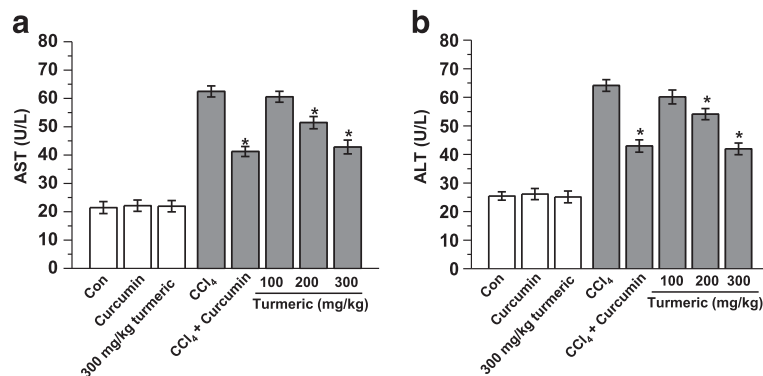 a
AST (U/L)
80
70
60
50
40
30
20
10
0
*
*
*
Con
Curcumin
300 mg/kg turmeric
CCl₄
CCl₄ + Curcumin
100 200 300
Turmeric (mg/kg)
b
ALT (U/L)
80
70
60
50
40
30
20
10
0
*
*
*
Con
Curcumin
300 mg/kg turmeric
CCl₄
CCl₄ + Curcumin
100 200 300
Turmeric (mg/kg)